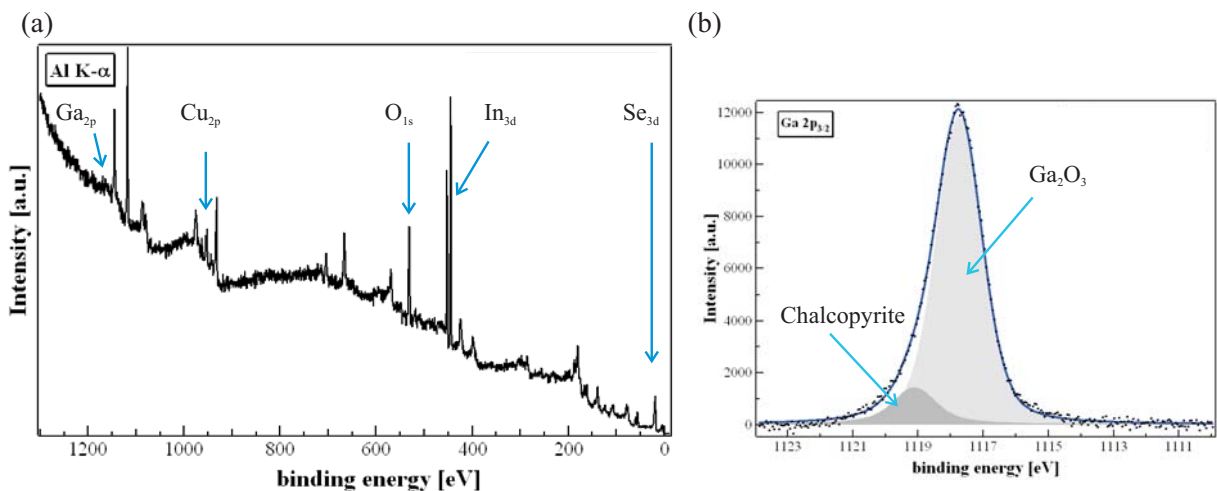 (a)
Al K-α
Ga₂ₚ
Cu₂ₚ
O₁ₛ
In₃d
Se₃d
Intensity [a.u.]
1200 1000 800 600 400 200 0
binding energy [eV]
(b)
Ga 2p₃/₂
Ga₂O₃
Chalcopyrite
Intensity [a.u.]
12000
10000
8000
6000
4000
2000
0
1123 1121 1119 1117 1115 1113 1111
binding energy [eV]